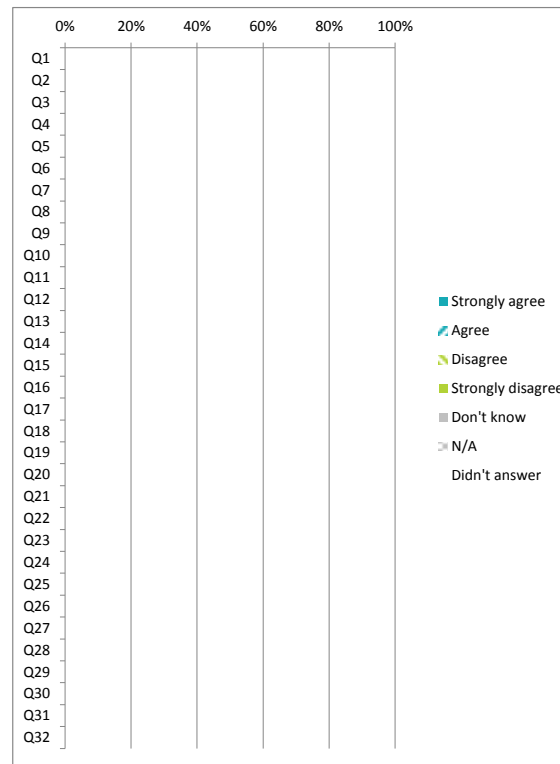 0% 20% 40% 60% 80% 100%
Q1
Q2
Q3
Q4
Q5
Q6
Q7
Q8
Q9
Q10
Q11
Q12
Q13
Q14
Q15
Q16
Q17
Q18
Q19
Q20
Q21
Q22
Q23
Q24
Q25
Q26
Q27
Q28
Q29
Q30
Q31
Q32
Strongly agree
Agree
Disagree
Strongly disagree
Don't know
N/A
Didn't answer